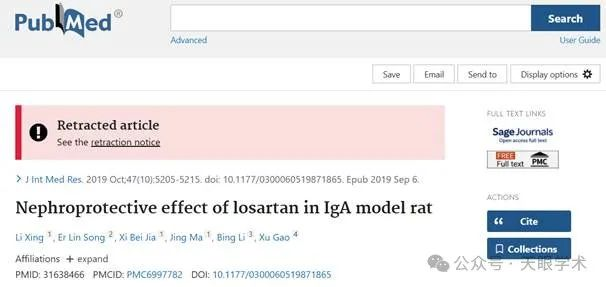 PubMed®
Search
Advanced
User Guide
Save
Email
Send to
Display options
Retracted article
See the retraction notice
FULL TEXT LINKS
Sage Journals
Open access full text
FREE Full text PMC
> J Int Med Res. 2019 Oct;47(10):5205-5215. doi: 10.1177/0300060519871865. Epub 2019 Sep 6.
Nephroprotective effect of losartan in IgA model rat
Li Xing 1, Er Lin Song 2, Xi Bei Jia 1, Jing Ma 1, Bing Li 3, Xu Gao 4
Affiliations + expand
PMID: 31638466 PMCID: PMC6997782 DOI: 10.1177/0300060519871865
ACTIONS
Cite
Collections
公众号 · 天眼学术